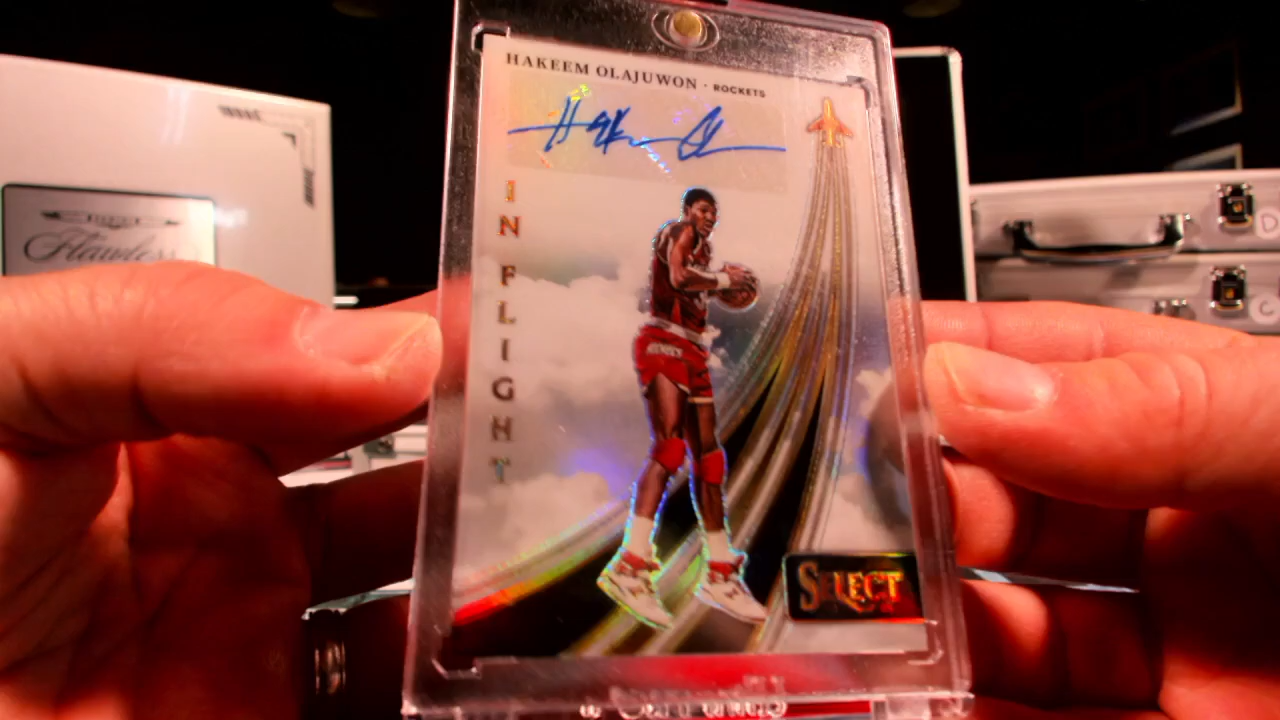 HAKEEM OLAJUWON · ROCKETS
IN FLIGHT
SELECT
Flawless
D
C